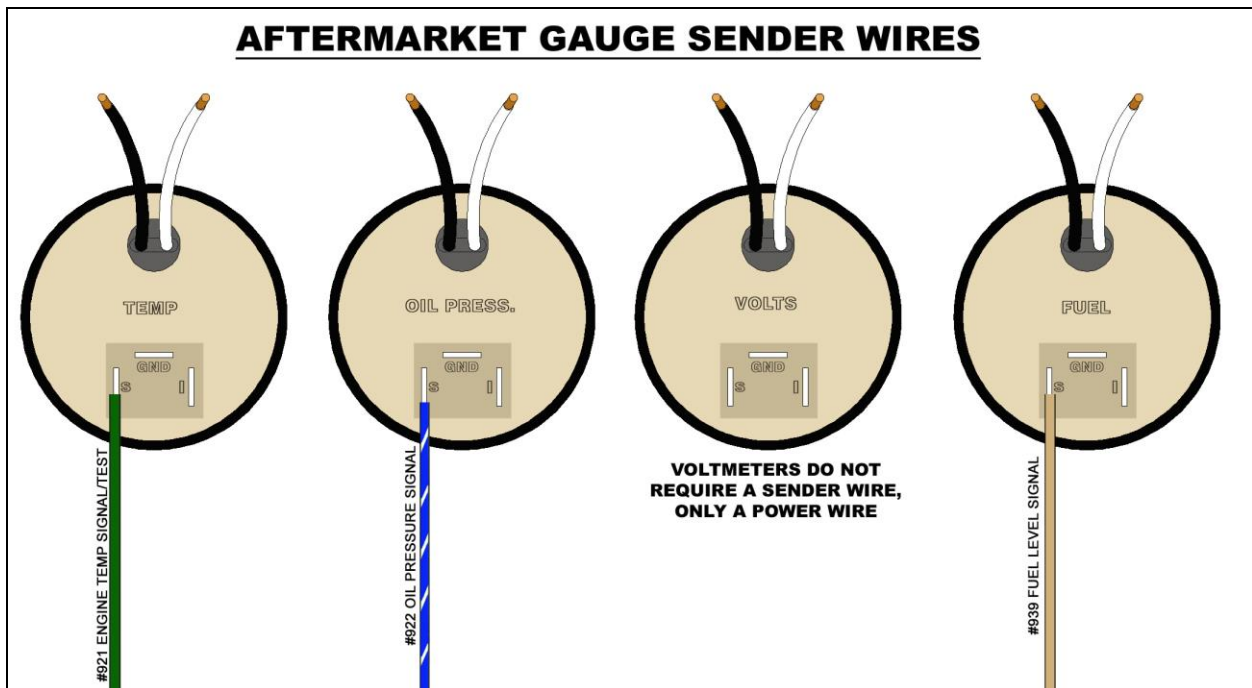 AFTERMARKET GAUGE SENDER WIRES
TEMP
GND
S I
#921 ENGINE TEMP SIGNAL/TEST
OIL PRESS.
GND
S I
#922 OIL PRESSURE SIGNAL
VOLTS
GND
S I
VOLTMETERS DO NOT
REQUIRE A SENDER WIRE,
ONLY A POWER WIRE
FUEL
GND
S I
#939 FUEL LEVEL SIGNAL